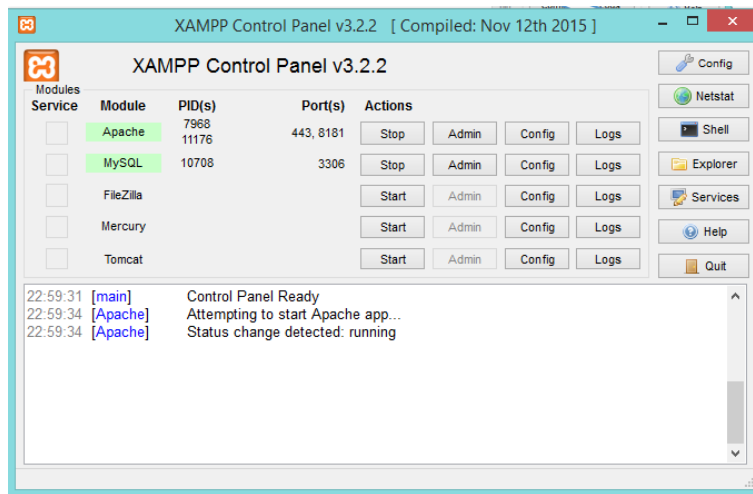 XAMPP Control Panel v3.2.2 [ Compiled: Nov 12th 2015 ]
XAMPP Control Panel v3.2.2
Modules
Service Module PID(s) Port(s) Actions
Apache 7968 11176 443, 8181 Stop Admin Config Logs
MySQL 10708 3306 Stop Admin Config Logs
FileZilla Start Admin Config Logs
Mercury Start Admin Config Logs
Tomcat Start Admin Config Logs
Config
Netstat
Shell
Explorer
Services
Help
Quit
22:59:31 [main] Control Panel Ready
22:59:34 [Apache] Attempting to start Apache app...
22:59:34 [Apache] Status change detected: running